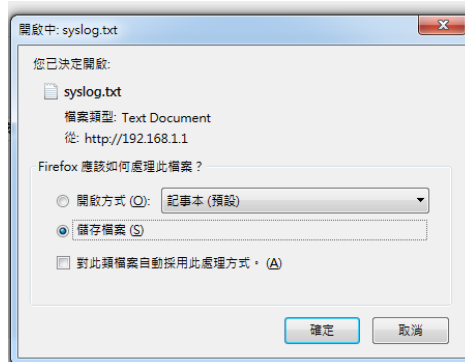 開啟中: syslog.txt
您已決定開啟:
syslog.txt
檔案類型: Text Document
從: http://192.168.1.1
Firefox 應該如何處理此檔案？
開啟方式 (O): 記事本 (預設)
儲存檔案 (S)
對此類檔案自動採用此處理方式。 (A)
確定 取消